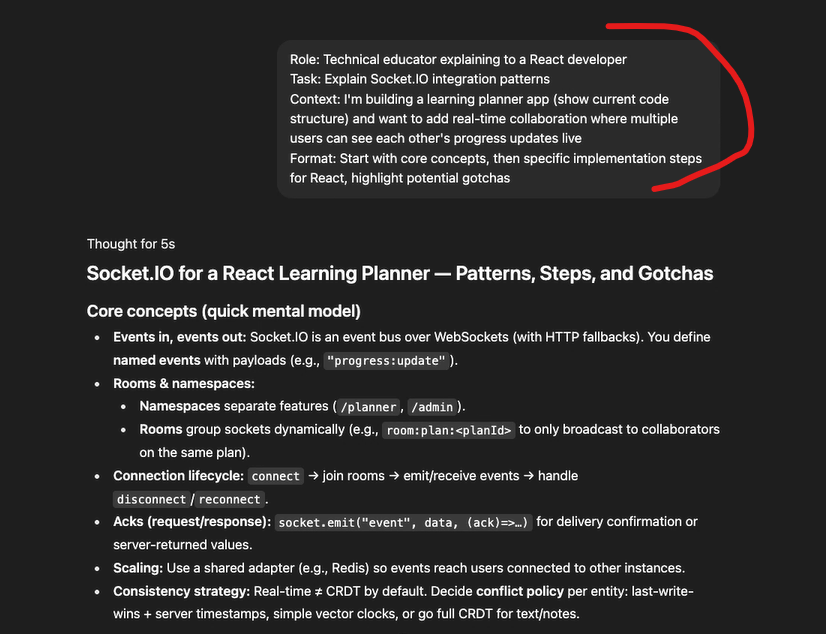 Role: Technical educator explaining to a React developer
Task: Explain Socket.IO integration patterns
Context: I'm building a learning planner app (show current code
structure) and want to add real-time collaboration where multiple
users can see each other's progress updates live
Format: Start with core concepts, then specific implementation steps
for React, highlight potential gotchas
Thought for 5s
Socket.IO for a React Learning Planner — Patterns, Steps, and Gotchas
Core concepts (quick mental model)
• Events in, events out: Socket.IO is an event bus over WebSockets (with HTTP fallbacks). You define
named events with payloads (e.g., "progress:update").
• Rooms & namespaces:
• Namespaces separate features (/planner, /admin).
• Rooms group sockets dynamically (e.g., room:plan:<planId> to only broadcast to collaborators
on the same plan).
• Connection lifecycle: connect → join rooms → emit/receive events → handle
disconnect/reconnect.
• Acks (request/response): socket.emit("event", data, (ack)=>…) for delivery confirmation or
server-returned values.
• Scaling: Use a shared adapter (e.g., Redis) so events reach users connected to other instances.
• Consistency strategy: Real-time ≠ CRDT by default. Decide conflict policy per entity: last-write-
wins + server timestamps, simple vector clocks, or go full CRDT for text/notes.